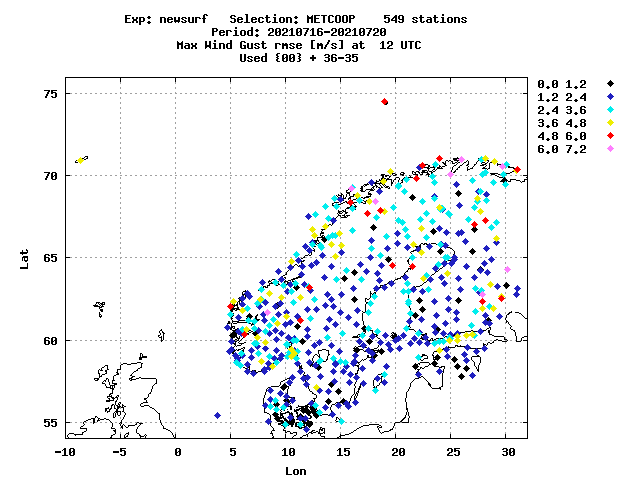 Exp: newsurf Selection: METCOOP 549 stations
Period: 20210716-20210720
Max Wind Gust rmse [m/s] at 12 UTC
Used {00} + 36-35
0.0 1.2
1.2 2.4
2.4 3.6
3.6 4.8
4.8 6.0
6.0 7.2
75
70
65
60
55
Lat
-10 -5 0 5 10 15 20 25 30
Lon